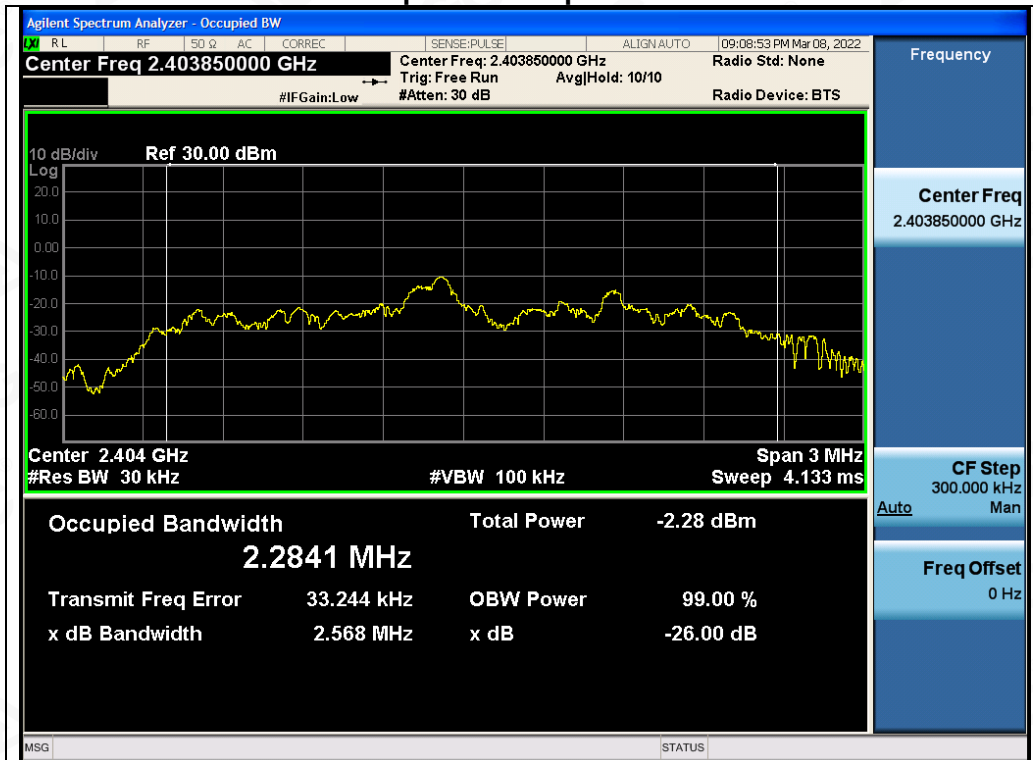 Agilent Spectrum Analyzer - Occupied BW
LXI RL RF 50 Ω AC CORREC SENSE:PULSE ALIGN AUTO 09:08:53 PM Mar 08, 2022
Center Freq 2.403850000 GHz
Center Freq: 2.403850000 GHz
Radio Std: None
Trig: Free Run Avg|Hold: 10/10
#IFGain:Low
#Atten: 30 dB
Radio Device: BTS
10 dB/div Ref 30.00 dBm
Log
20.0
10.0
0.00
-10.0
-20.0
-30.0
-40.0
-50.0
-60.0
Center 2.404 GHz
Span 3 MHz
#Res BW 30 kHz
#VBW 100 kHz
Sweep 4.133 ms
Occupied Bandwidth
Total Power -2.28 dBm
2.2841 MHz
Transmit Freq Error 33.244 kHz
OBW Power 99.00 %
x dB Bandwidth 2.568 MHz
x dB -26.00 dB
Frequency
Center Freq
2.403850000 GHz
CF Step
300.000 kHz
Auto Man
Freq Offset
0 Hz
MSG
STATUS